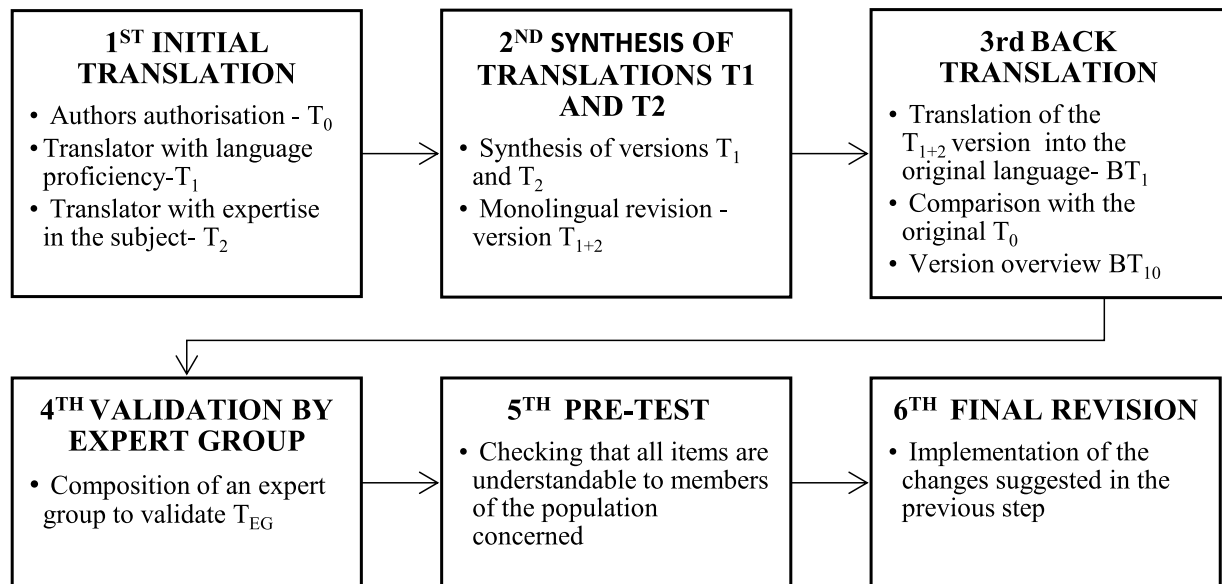 1ST INITIAL
TRANSLATION
• Authors authorisation - T0
• Translator with language
proficiency-T1
• Translator with expertise
in the subject- T2
2ND SYNTHESIS OF
TRANSLATIONS T1
AND T2
• Synthesis of versions T1
and T2
• Monolingual revision -
version T1+2
3rd BACK
TRANSLATION
• Translation of the
T1+2 version into the
original language- BT1
• Comparison with the
original T0
• Version overview BT10
4TH VALIDATION BY
EXPERT GROUP
• Composition of an expert
group to validate TEG
5TH PRE-TEST
• Checking that all items are
understandable to members
of the population
concerned
6TH FINAL REVISION
• Implementation of the
changes suggested in the
previous step